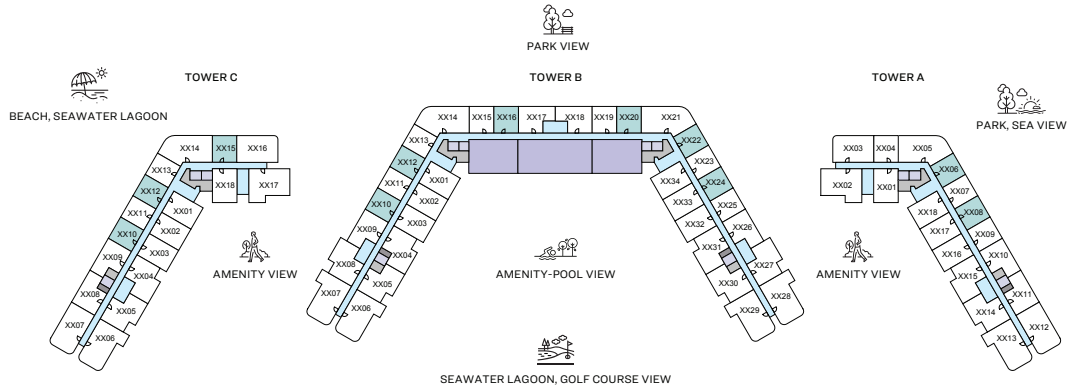 PARK VIEW
TOWER C
TOWER B
TOWER A
BEACH, SEAWATER LAGOON
PARK, SEA VIEW
XX14
XX15
XX16
XX13
XX18
XX17
XX12
XX01
XX11
XX02
XX10
XX03
XX09
XX04
XX08
XX05
XX07
XX06
XX14
XX15
XX16
XX17
XX18
XX19
XX20
XX21
XX13
XX22
XX12
XX23
XX01
XX34
XX11
XX24
XX02
XX33
XX10
XX25
XX03
XX32
XX09
XX26
XX04
XX31
XX08
XX27
XX05
XX30
XX07
XX28
XX06
XX29
XX03
XX04
XX05
XX02
XX01
XX06
XX07
XX18
XX08
XX17
XX09
XX16
XX10
XX15
XX11
XX14
XX12
XX13
AMENITY VIEW
AMENITY-POOL VIEW
AMENITY VIEW
SEAWATER LAGOON, GOLF COURSE VIEW